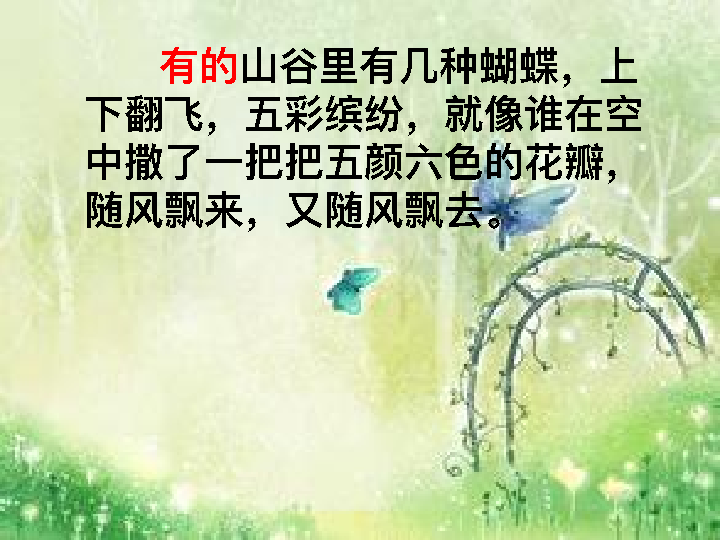 有的山谷里有几种蝴蝶，上
下翻飞，五彩缤纷，就像谁在空
中撒了一把把五颜六色的花瓣，
随风飘来，又随风飘去。